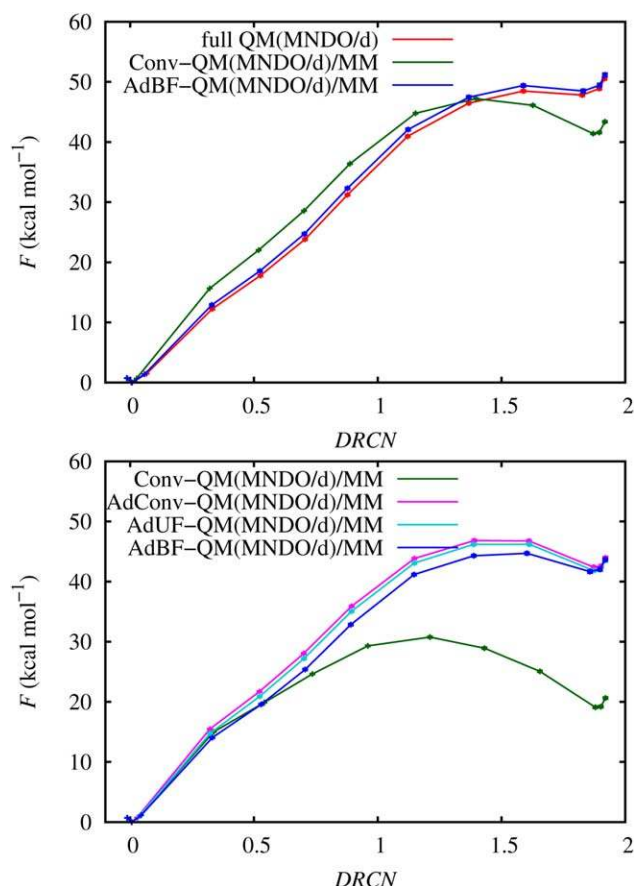 60
full QM(MNDO/d)
Conv-QM(MNDO/d)/MM
AdBF-QM(MNDO/d)/MM
50
40
30
20
10
0
F (kcal mol⁻¹)
0 0.5 1 1.5 2
DRCN
60
Conv-QM(MNDO/d)/MM
AdConv-QM(MNDO/d)/MM
AdUF-QM(MNDO/d)/MM
AdBF-QM(MNDO/d)/MM
50
40
30
20
10
0
F (kcal mol⁻¹)
0 0.5 1 1.5 2
DRCN